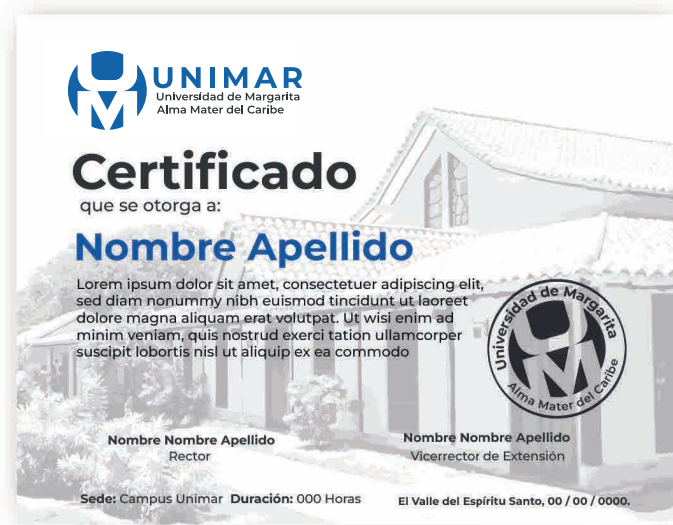 UNIMAR
Universidad de Margarita
Alma Mater del Caribe
Certificado
que se otorga a:
Nombre Apellido
Lorem ipsum dolor sit amet, consectetuer adipiscing elit,
sed diam nonummy nibh euismod tincidunt ut laoreet
dolore magna aliquam erat volutpat. Ut wisi enim ad
minim veniam, quis nostrud exerci tation ullamcorper
suscipit lobortis nisl ut aliquip ex ea commodo
Universidad de Margarita
Alma Mater del Caribe
Nombre Nombre Apellido
Rector
Nombre Nombre Apellido
Vicerrector de Extensión
Sede: Campus Unimar Duración: 000 Horas
El Valle del Espíritu Santo, 00 / 00 / 0000.